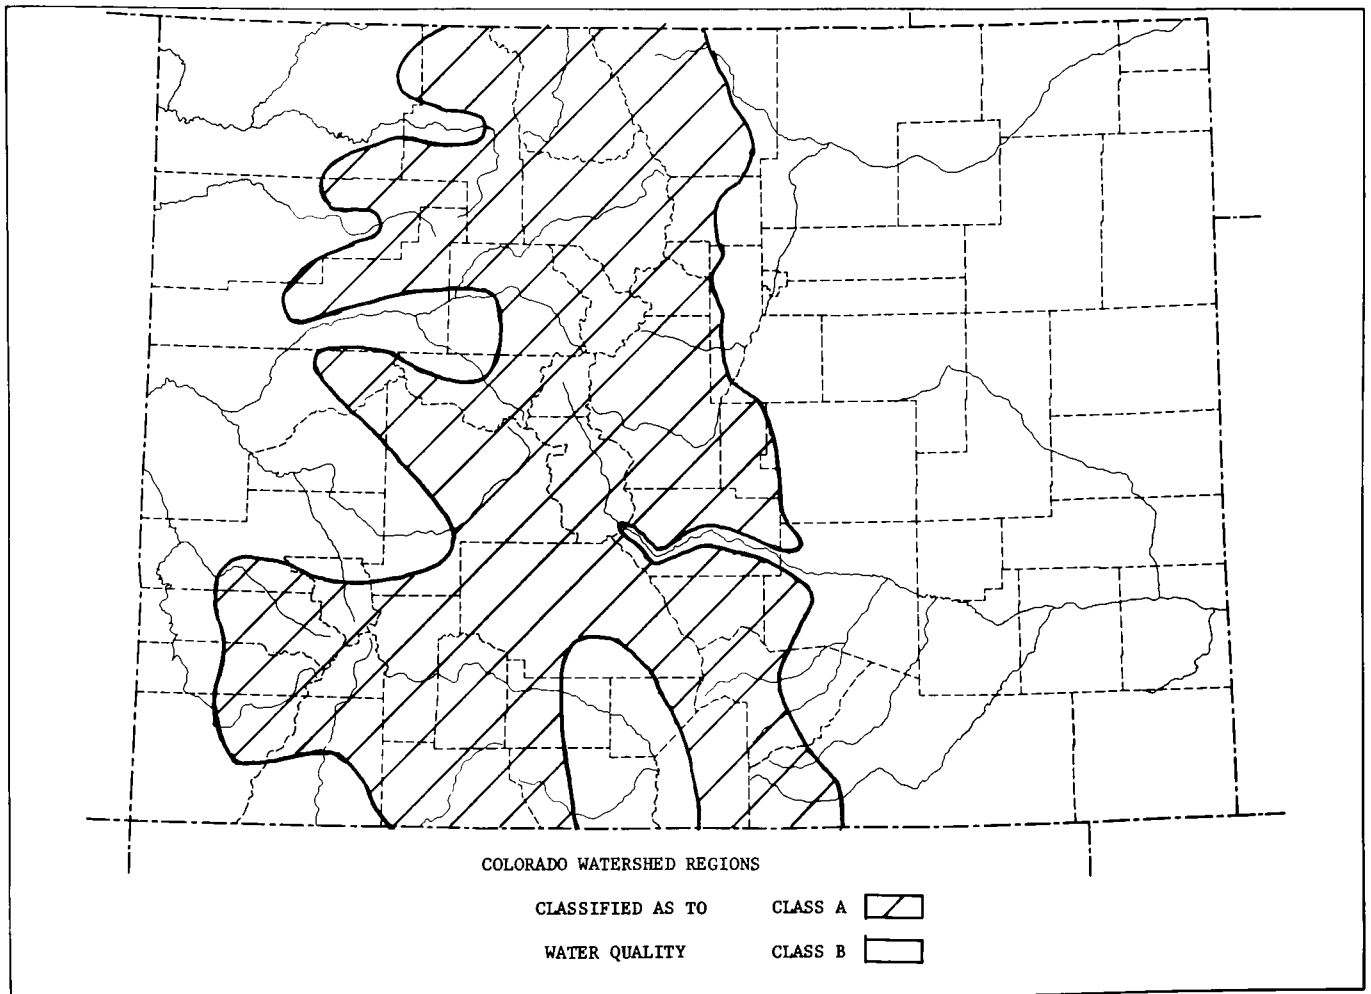 COLORADO WATERSHED REGIONS
CLASSIFIED AS TO CLASS A
WATER QUALITY CLASS B